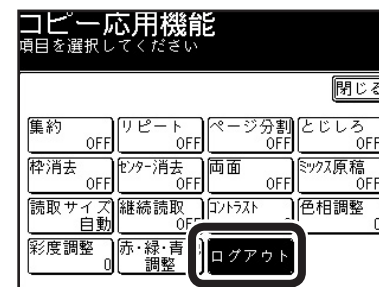 コピー応用機能
項目を選択してください
閉じる
集約 リピート ページ分割 とじしろ
OFF OFF OFF OFF
枠消去 センター消去 両面 ミックス原稿
OFF OFF OFF OFF
読取サイズ 継続読取 コントラスト 色相調整
自動 OFF 0
彩度調整 赤・緑・青 ログアウト
0 調整